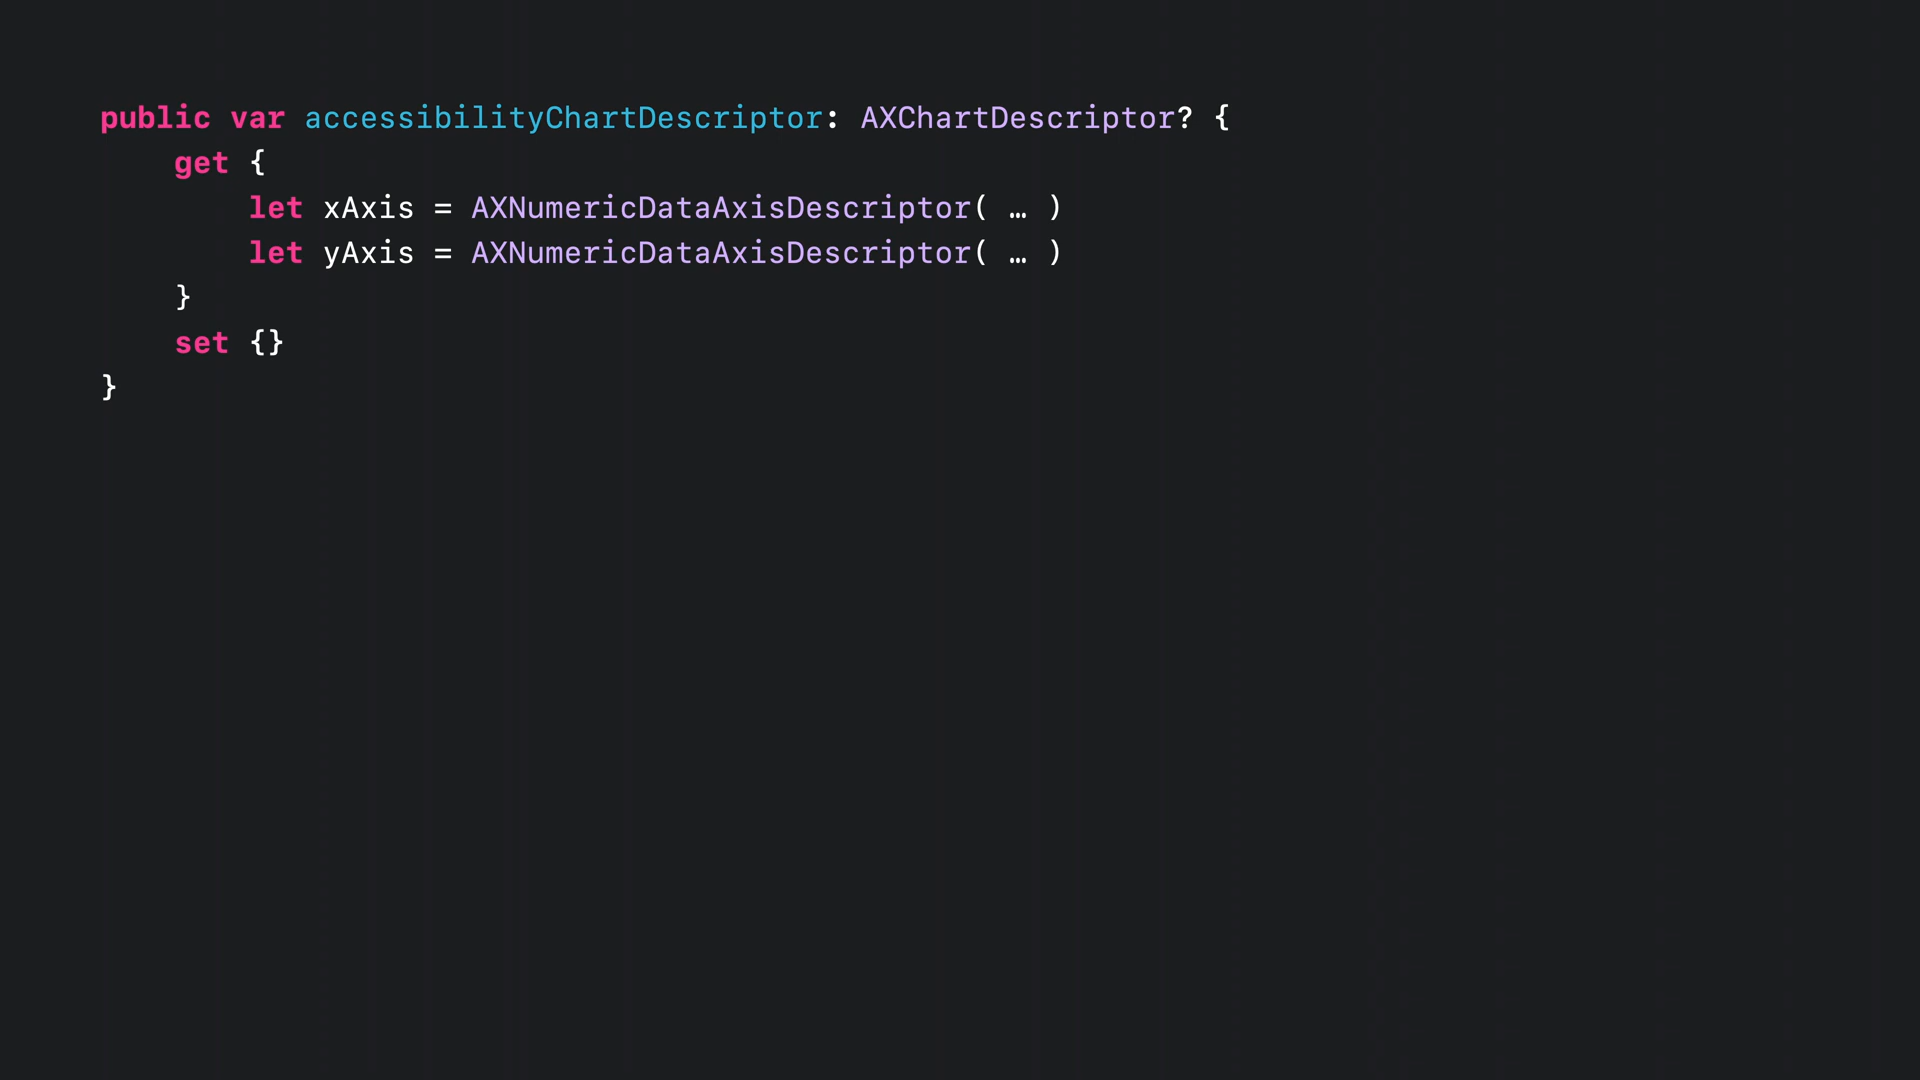 public var accessibilityChartDescriptor: AXChartDescriptor? {
    get {
        let xAxis = AXNumericDataAxisDescriptor( … )
        let yAxis = AXNumericDataAxisDescriptor( … )
    }
    set {}
}